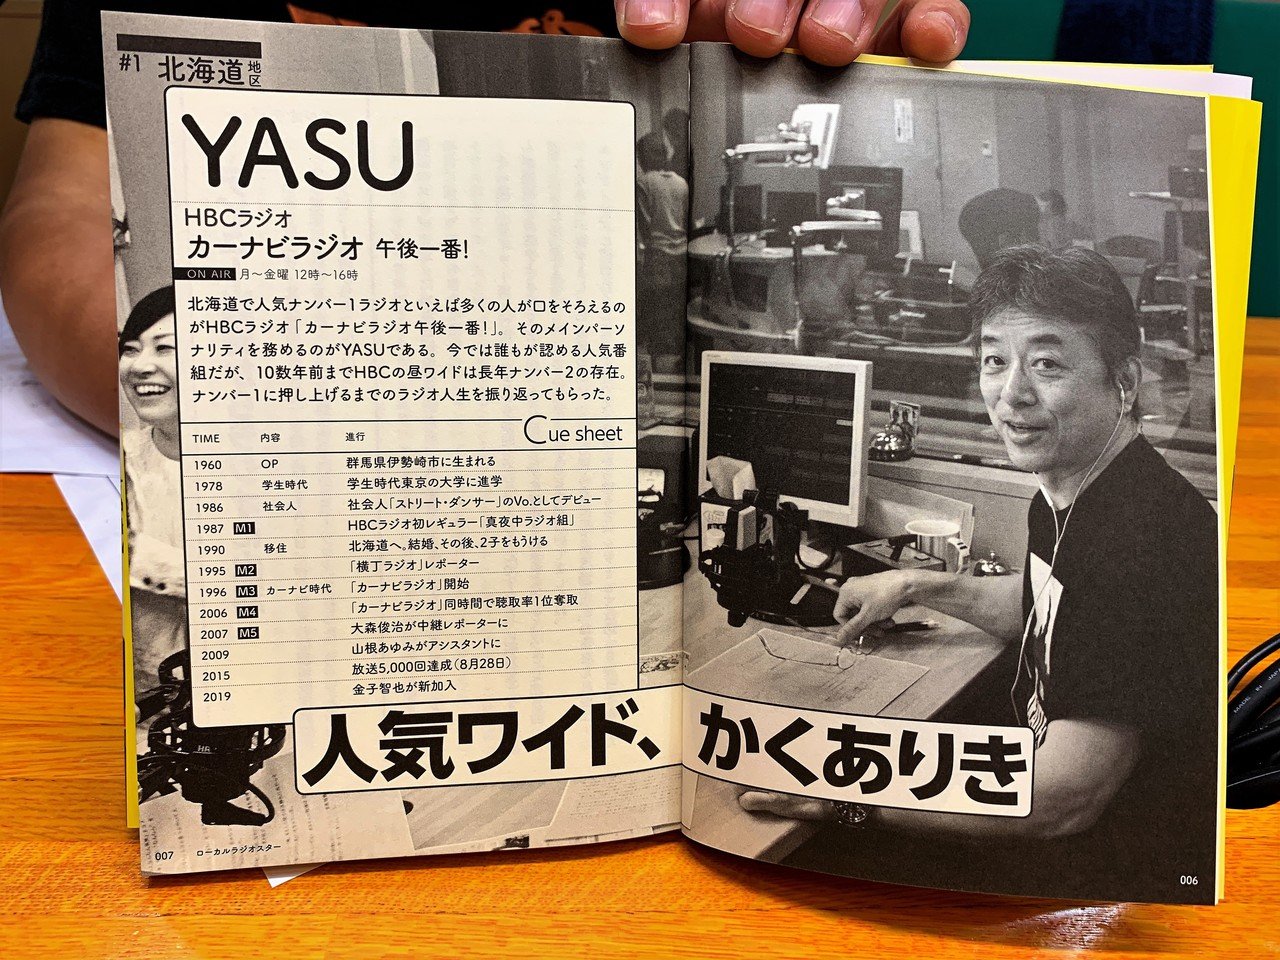 #1 北海道地区
YASU
HBCラジオ
カーナビラジオ 午後一番!
ON AIR 月〜金曜 12時〜16時
北海道で人気ナンバー1ラジオといえば多くの人が口をそろえるの
がHBCラジオ「カーナビラジオ午後一番!」。そのメインパーソ
ナリティを務めるのがYASUである。今では誰もが認める人気番
組だが、10数年前までHBCの昼ワイドは長年ナンバー2の存在。
ナンバー1に押し上げるまでのラジオ人生を振り返ってもらった。
Cue sheet
TIME 内容 進行
1960 OP 群馬県伊勢崎市に生まれる
1978 学生時代 学生時代東京の大学に進学
1986 社会人 社会人「ストリート・ダンサー」のVo.としてデビュー
1987 M1 HBCラジオ初レギュラー「真夜中ラジオ組」
1990 移住 北海道へ。結婚、その後、2子をもうける
1995 M2 「横丁ラジオ」レポーター
1996 M3 カーナビ時代 「カーナビラジオ」開始
2006 M4 「カーナビラジオ」同時間で聴取率1位奪取
2007 M5 大森俊治が中継レポーターに
2009 山根あゆみがアシスタントに
2015 放送5,000回達成(8月28日)
2019 金子智也が新加入
人気ワイド、かくありき
007 ローカルラジオスター
006